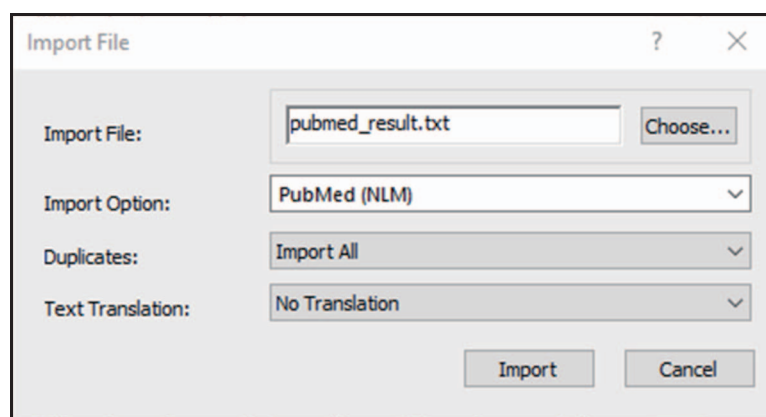 Import File
?
Import File:
pubmed_result.txt
Choose...
Import Option:
PubMed (NLM)
Duplicates:
Import All
Text Translation:
No Translation
Import
Cancel